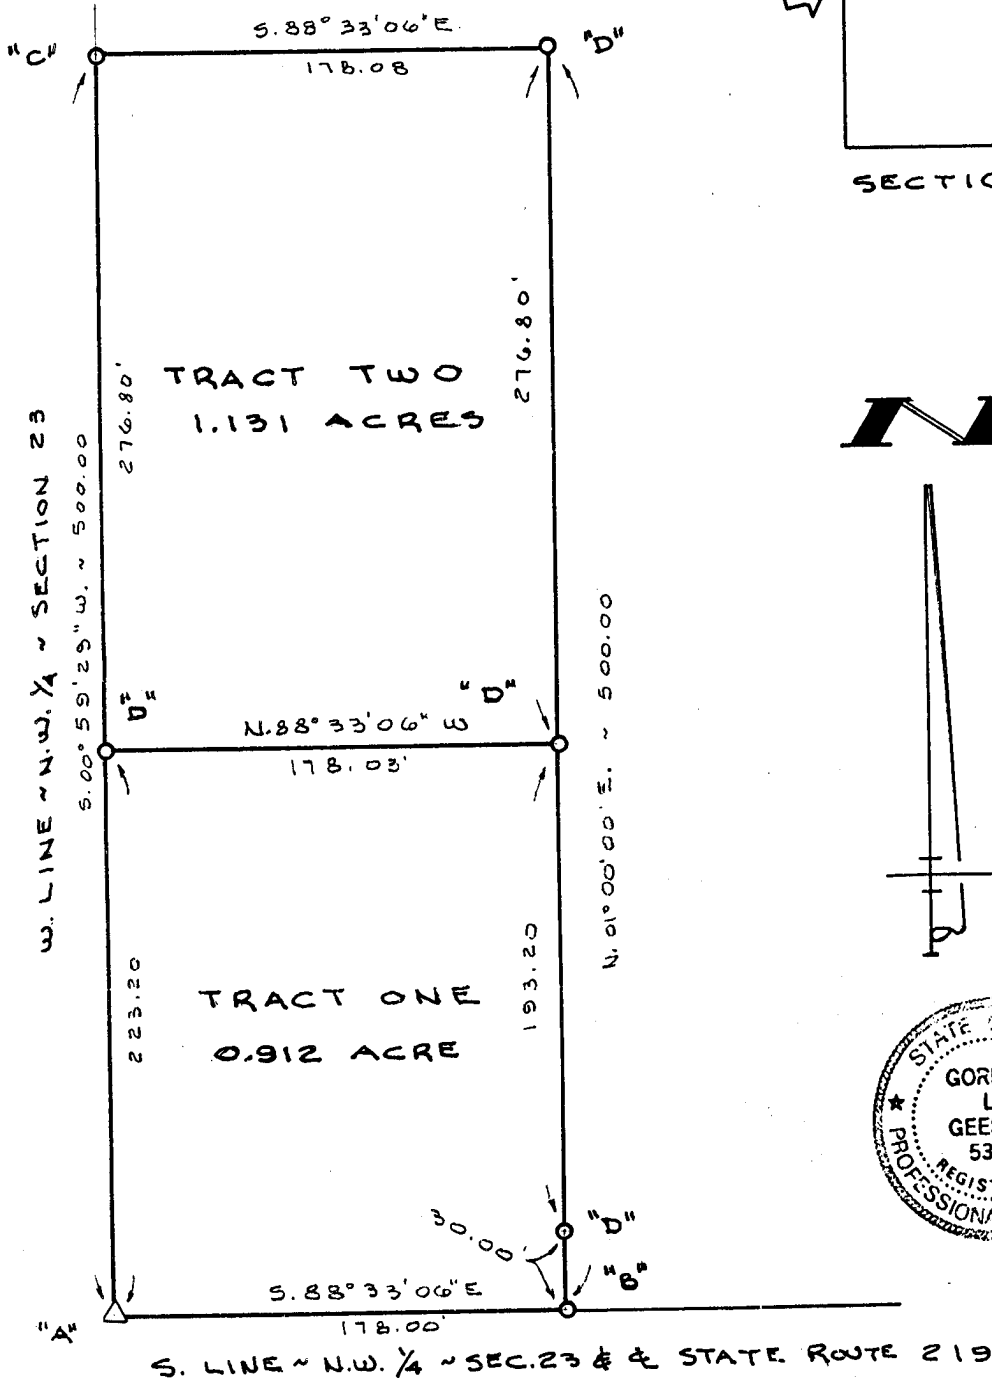 S.88°33'06"E.
"C"
"D"
178.08
SECTIO
276.80'
TRACT TWO
1.131 ACRES
276.80'
W. LINE ~ N.W. 1/4 ~ SECTION 23
S.00°59'29"W. ~ 500.00
"D"
"D"
N.88°33'06" W
178.03'
N. 01°00'00" E. ~ 500.00
223.20
TRACT ONE
0.912 ACRE
193.20
STATE
GOR
L
GEES
53
REGIST
PROFESSIONA
30.00'
"D"
"B"
S.88°33'06"E
"A"
178.00'
S. LINE ~ N.W. 1/4 ~ SEC.23 & ℄ STATE ROUTE 219